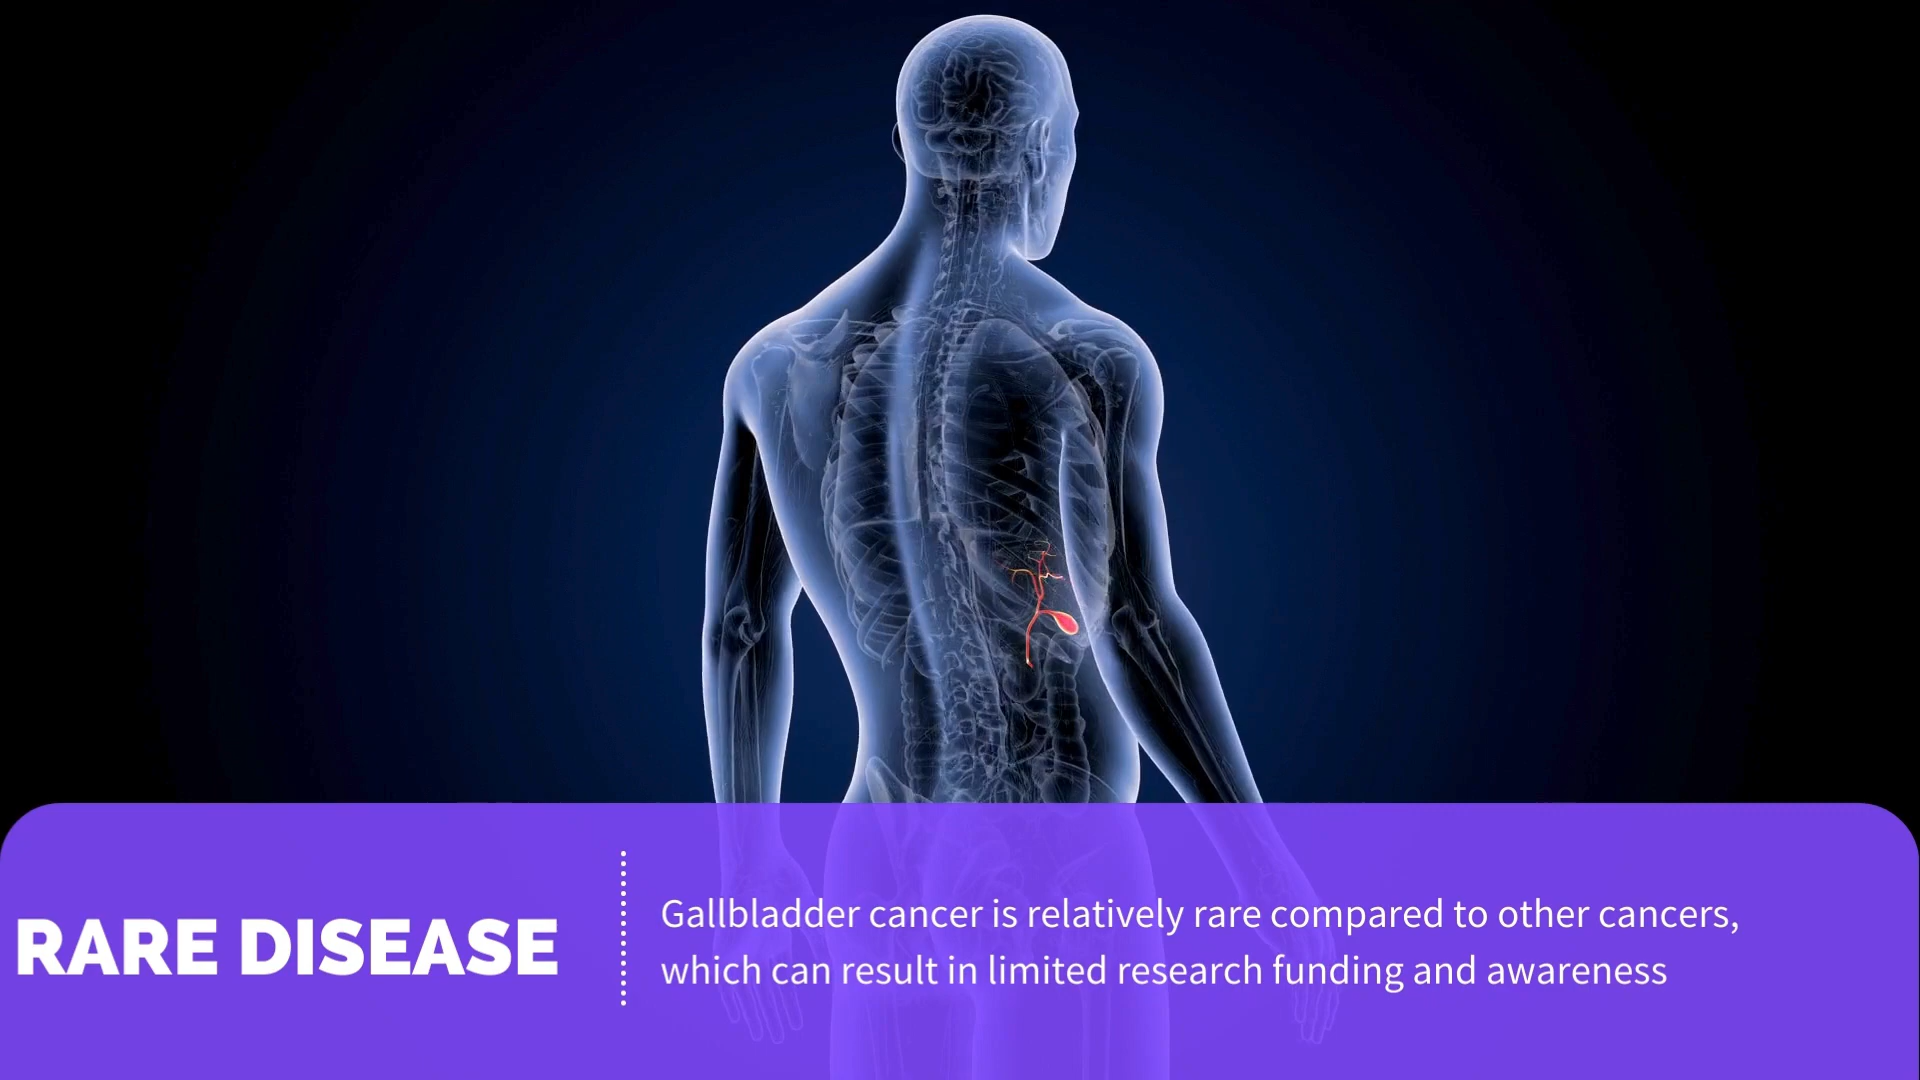 RARE DISEASE
Gallbladder cancer is relatively rare compared to other cancers,
which can result in limited research funding and awareness